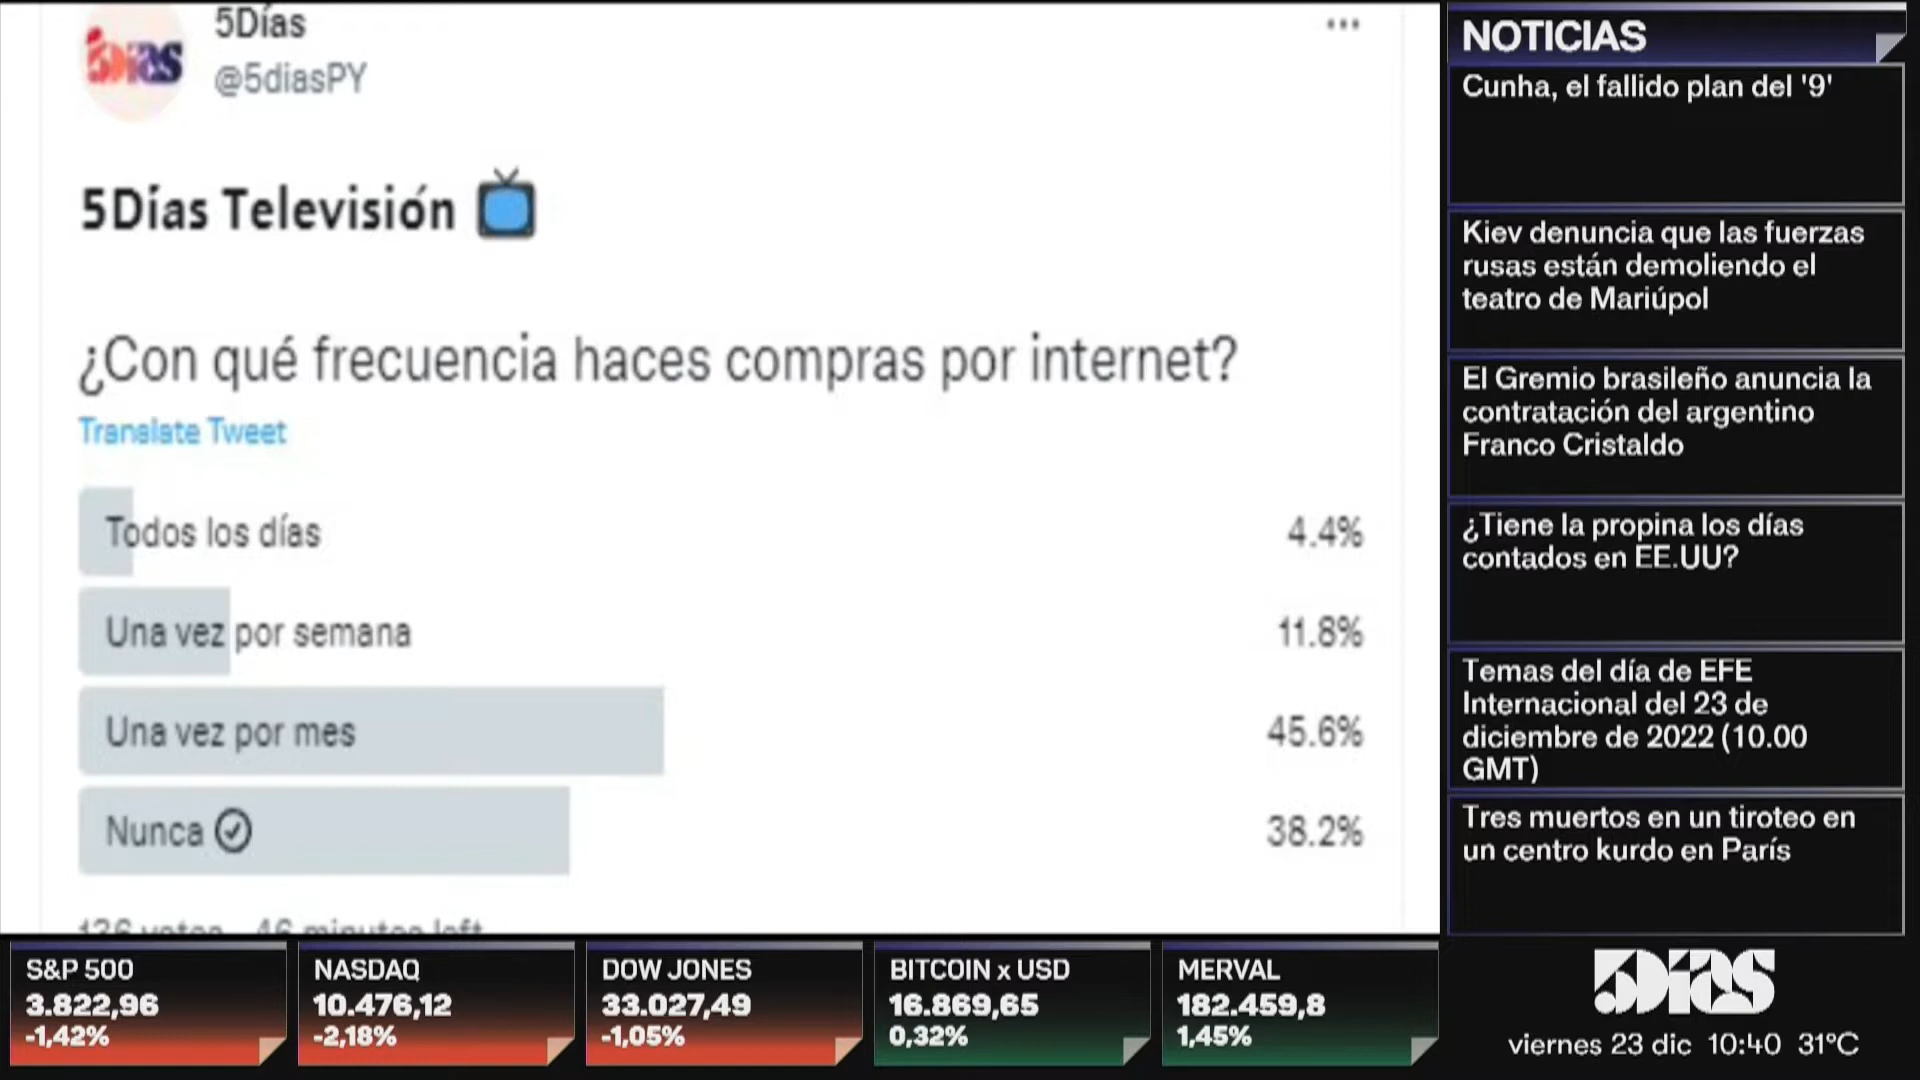 5Días
5Días
@5diasPY
5Días Televisión
¿Con qué frecuencia haces compras por internet?
Translate Tweet
Todos los días 4.4%
Una vez por semana 11.8%
Una vez por mes 45.6%
Nunca 38.2%
136 votes 46 minutes left
NOTICIAS
Cunha, el fallido plan del '9'
Kiev denuncia que las fuerzas
rusas están demoliendo el
teatro de Mariúpol
El Gremio brasileño anuncia la
contratación del argentino
Franco Cristaldo
¿Tiene la propina los días
contados en EE.UU?
Temas del día de EFE
Internacional del 23 de
diciembre de 2022 (10.00
GMT)
Tres muertos en un tiroteo en
un centro kurdo en París
S&P 500
3.822,96
-1,42%
NASDAQ
10.476,12
-2,18%
DOW JONES
33.027,49
-1,05%
BITCOIN x USD
16.869,65
0,32%
MERVAL
182.459,8
1,45%
5Días
viernes 23 dic 10:40 31°C